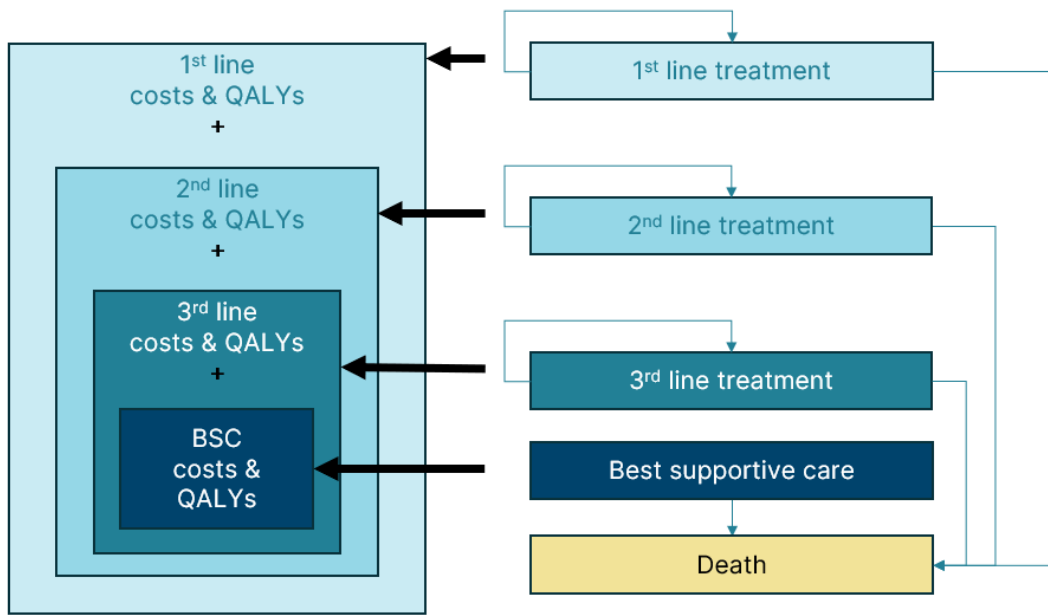 1st line
costs & QALYs
+
2nd line
costs & QALYs
+
3rd line
costs & QALYs
+
BSC
costs &
QALYs
1st line treatment
2nd line treatment
3rd line treatment
Best supportive care
Death